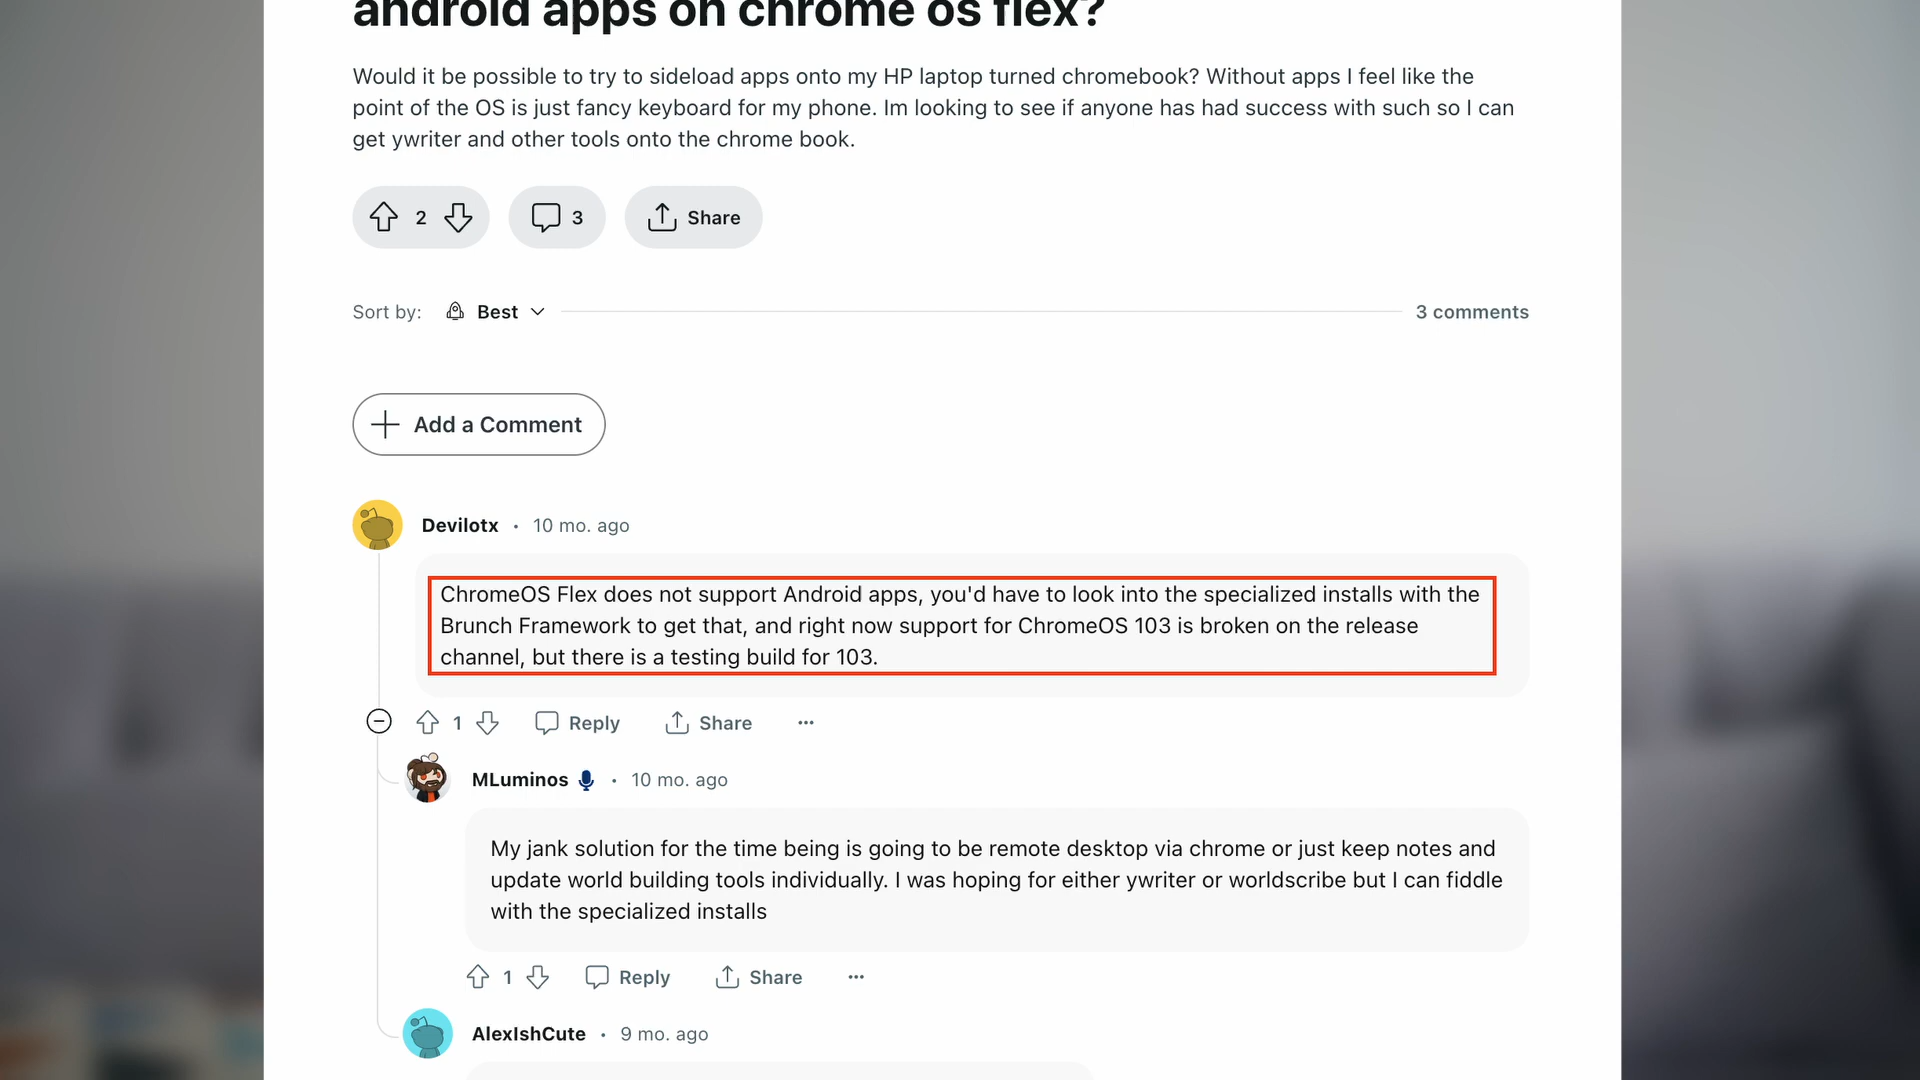 android apps on chrome os flex?
Would it be possible to try to sideload apps onto my HP laptop turned chromebook? Without apps I feel like the
point of the OS is just fancy keyboard for my phone. Im looking to see if anyone has had success with such so I can
get ywriter and other tools onto the chrome book.
2 3 Share
Sort by: Best 3 comments
Add a Comment
Devilotx • 10 mo. ago
ChromeOS Flex does not support Android apps, you'd have to look into the specialized installs with the
Brunch Framework to get that, and right now support for ChromeOS 103 is broken on the release
channel, but there is a testing build for 103.
1 Reply Share ...
MLuminos • 10 mo. ago
My jank solution for the time being is going to be remote desktop via chrome or just keep notes and
update world building tools individually. I was hoping for either ywriter or worldscribe but I can fiddle
with the specialized installs
1 Reply Share ...
AlexIshCute • 9 mo. ago